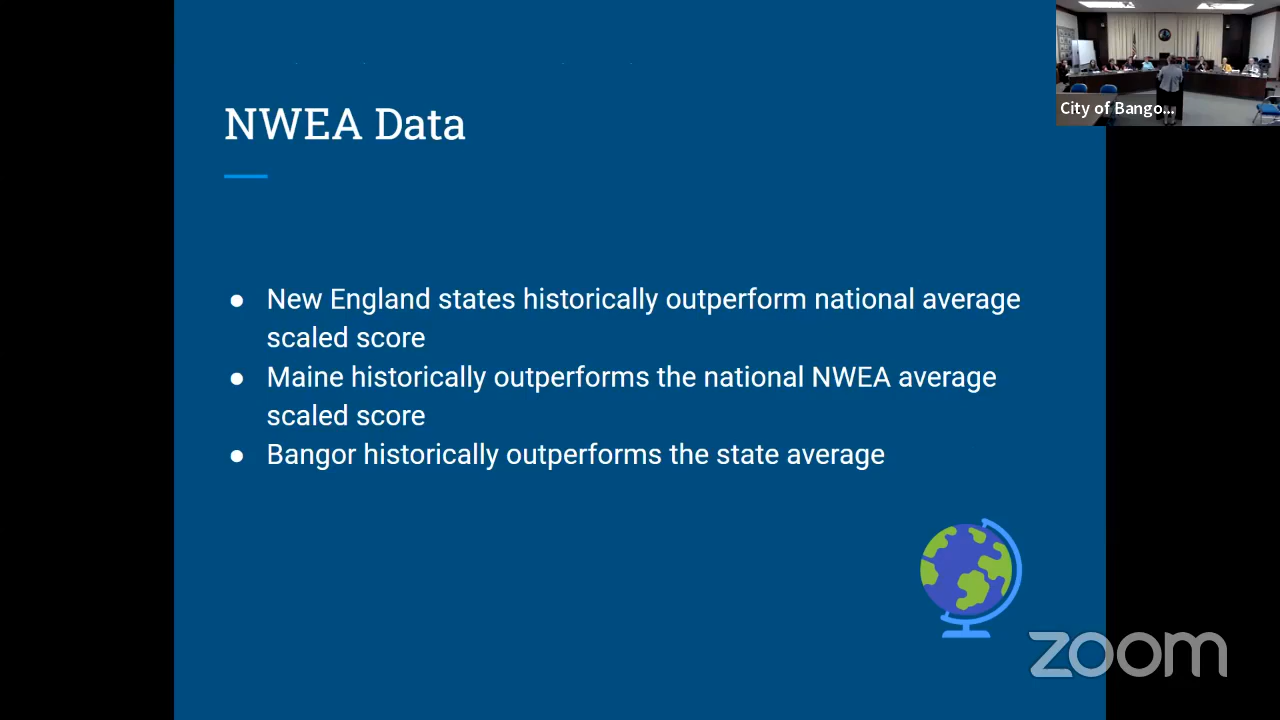 City of Bango...
NWEA Data
● New England states historically outperform national average
scaled score
● Maine historically outperforms the national NWEA average
scaled score
● Bangor historically outperforms the state average
zoom